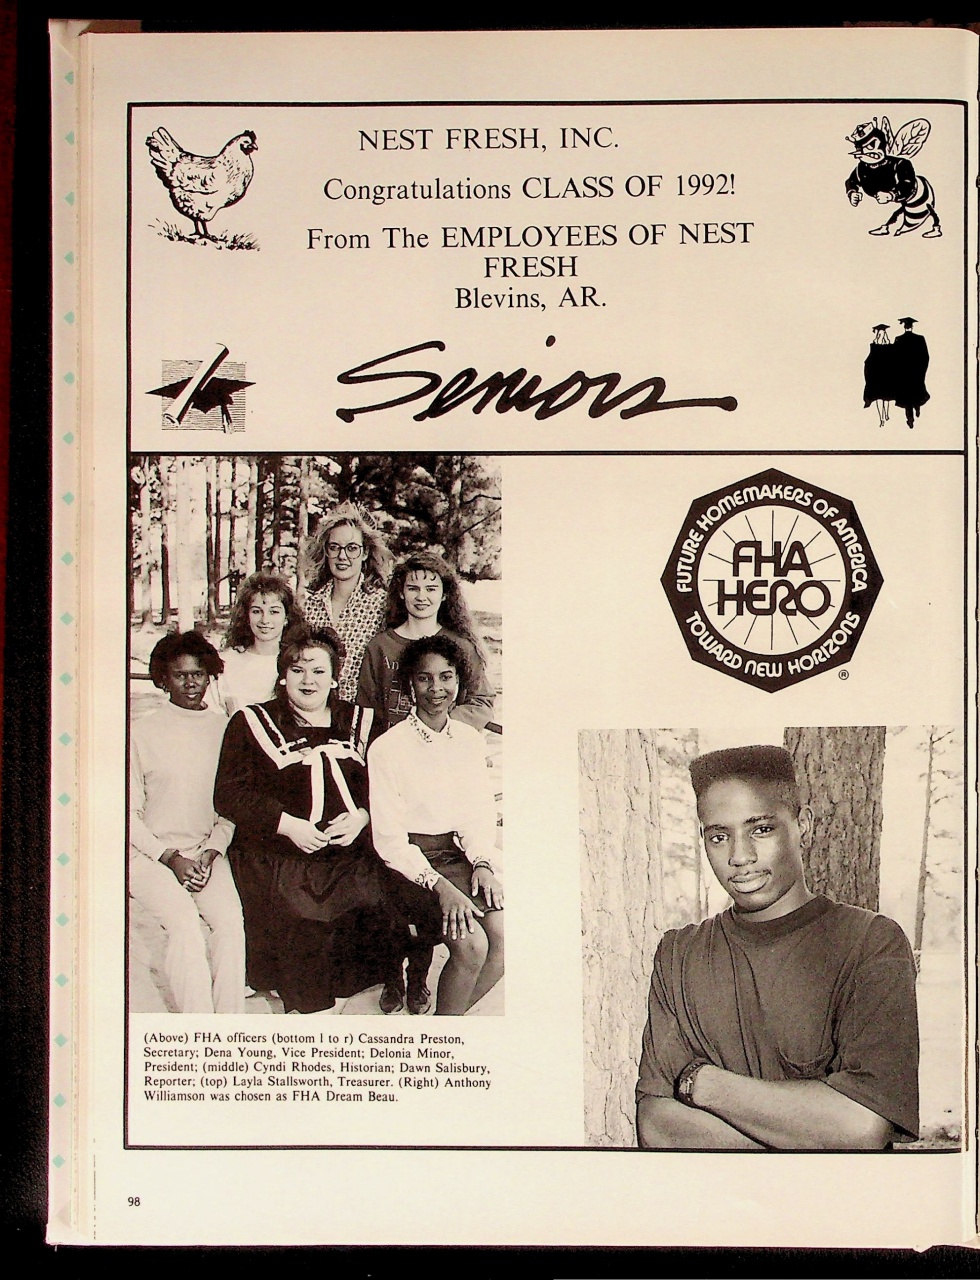 NEST FRESH, INC.
Congratulations CLASS OF 1992!
From The EMPLOYEES OF NEST
FRESH
Blevins, AR.
Seniors
FUTURE HOMEMAKERS OF AMERICA
FHA
HERO
TOWARD NEW HORIZONS
®
An
(Above) FHA officers (bottom l to r) Cassandra Preston,
Secretary; Dena Young, Vice President; Delonia Minor,
President; (middle) Cyndi Rhodes, Historian; Dawn Salisbury,
Reporter; (top) Layla Stallsworth, Treasurer. (Right) Anthony
Williamson was chosen as FHA Dream Beau.
98